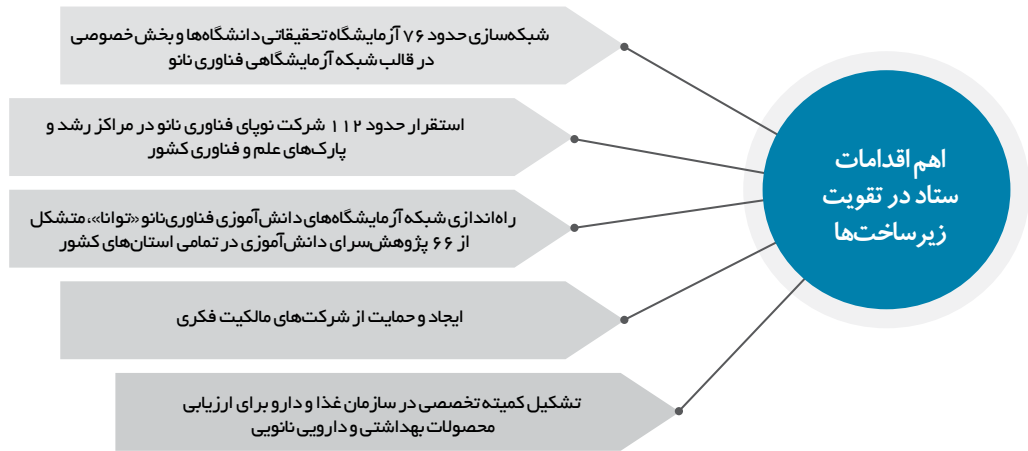 اهم اقدامات
ستاد در تقویت
زیرساخت‌ها
شبکه‌سازی حدود ۷۶ آزمایشگاه تحقیقاتی دانشگاه‌ها و بخش خصوصی
در قالب شبکه آزمایشگاهی فناوری نانو
استقرار حدود ۱۱۲ شرکت نوپای فناوری نانو در مراکز رشد و
پارک‌های علم و فناوری کشور
راه‌اندازی شبکه آزمایشگاه‌های دانش‌آموزی فناوری‌نانو «توانا»، متشکل
از ۶۶ پژوهش‌سرای دانش‌آموزی در تمامی استان‌های کشور
ایجاد و حمایت از شرکت‌های مالکیت فکری
تشکیل کمیته تخصصی در سازمان غذا و دارو برای ارزیابی
محصولات بهداشتی و دارویی نانویی